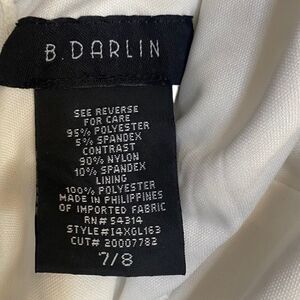 B. DARLIN
SEE REVERSE
FOR CARE
95% POLYESTER
5% SPANDEX
CONTRAST
90% NYLON
10% SPANDEX
LINING
100% POLYESTER
MADE IN PHILIPPINES
OF IMPORTED FABRIC
RN# 54314
STYLE#14XGL163
CUT# 20007782
7/8